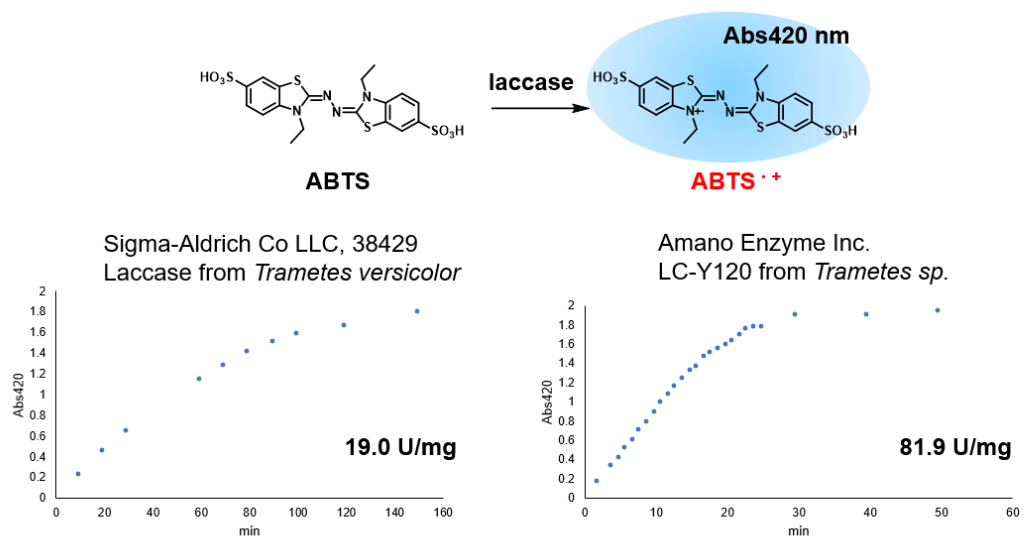 Abs420 nm
HO₃S
S
N
N
N
N
S
SO₃H
laccase
HO₃S
S
N
N
N
N+·
S
SO₃H
ABTS
ABTS · +
Sigma-Aldrich Co LLC, 38429
Laccase from Trametes versicolor
Abs420
2
1.8
1.6
1.4
1.2
1
0.8
0.6
0.4
0.2
0
0 20 40 60 80 100 120 140 160
min
19.0 U/mg
Amano Enzyme Inc.
LC-Y120 from Trametes sp.
Abs420
2
1.8
1.6
1.4
1.2
1
0.8
0.6
0.4
0.2
0
0 10 20 30 40 50 60
min
81.9 U/mg